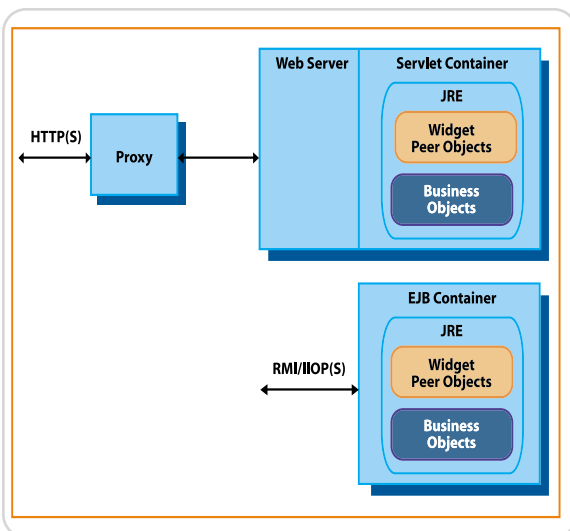 Web Server
Servlet Container
JRE
HTTP(S)
Proxy
Widget
Peer Objects
Business
Objects
EJB Container
JRE
RMI/IIOP(S)
Widget
Peer Objects
Business
Objects